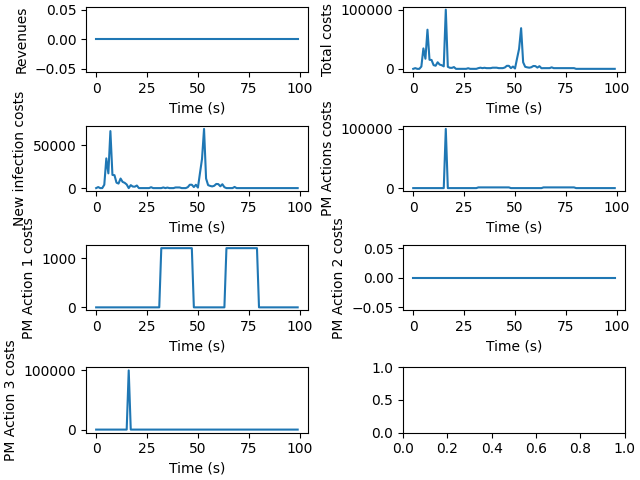 Revenues
0.05
0.00
−0.05
0 25 50 75 100
Time (s)
Total costs
100000
0
0 25 50 75 100
Time (s)
New infection costs
50000
0
0 25 50 75 100
Time (s)
PM Actions costs
100000
0
0 25 50 75 100
Time (s)
PM Action 1 costs
1000
0
0 25 50 75 100
Time (s)
PM Action 2 costs
0.05
0.00
−0.05
0 25 50 75 100
Time (s)
PM Action 3 costs
100000
0
0 25 50 75 100
Time (s)
1.0
0.5
0.0
0.0 0.2 0.4 0.6 0.8 1.0